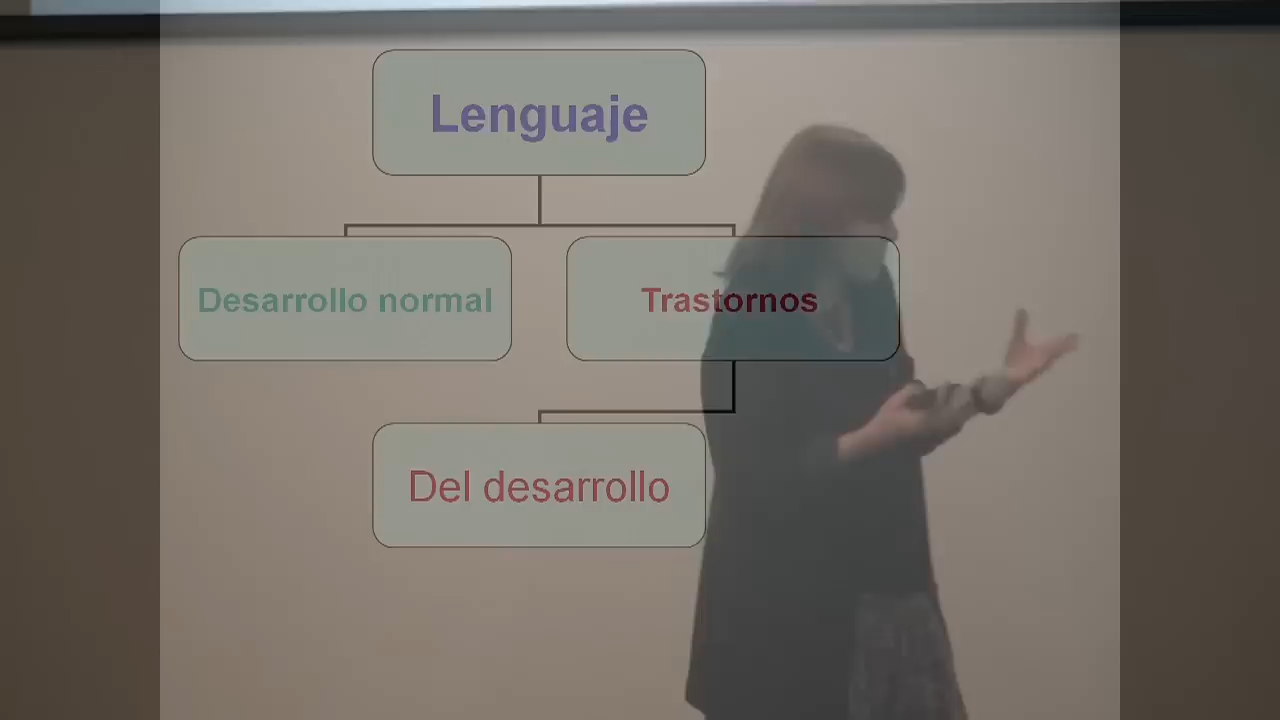 Lenguaje
Desarrollo normal
Trastornos
Del desarrollo